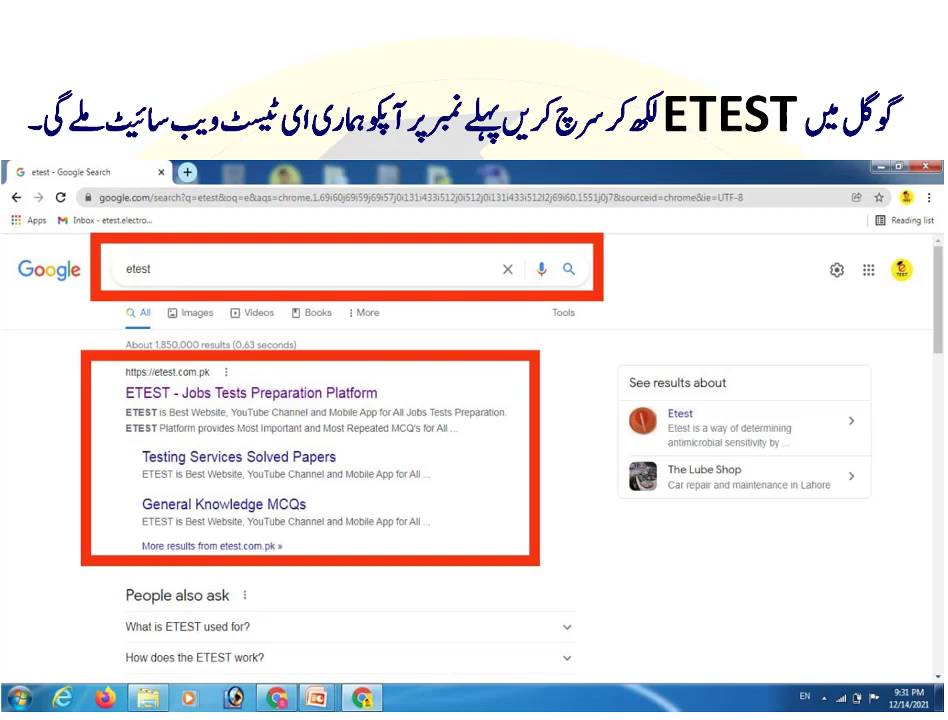 گوگل میں ETEST لکھ کر سرچ کریں پہلے نمبر پر آپکو ہماری ای ٹیسٹ ویب سائیٹ ملے گی۔
etest - Google Search
google.com/search?q=etest&oq=e&aqs=chrome.1.69i60j69i59j69i57j0i131i433i512j0i512j0i131i433i512l2j69i60.1551j0j7&sourceid=chrome&ie=UTF-8
Apps Inbox - etest.electro... Reading list
Google etest
TEST
All Images Videos Books More Tools
About 1,850,000 results (0.63 seconds)
https://etest.com.pk
ETEST - Jobs Tests Preparation Platform
ETEST is Best Website, YouTube Channel and Mobile App for All Jobs Tests Preparation.
ETEST Platform provides Most Important and Most Repeated MCQ's for All ...
Testing Services Solved Papers
ETEST is Best Website, YouTube Channel and Mobile App for All ...
General Knowledge MCQs
ETEST is Best Website, YouTube Channel and Mobile App for All ...
More results from etest.com.pk »
See results about
Etest
Etest is a way of determining
antimicrobial sensitivity by ...
The Lube Shop
Car repair and maintenance in Lahore
People also ask
What is ETEST used for?
How does the ETEST work?
EN 9:31 PM
12/14/2021